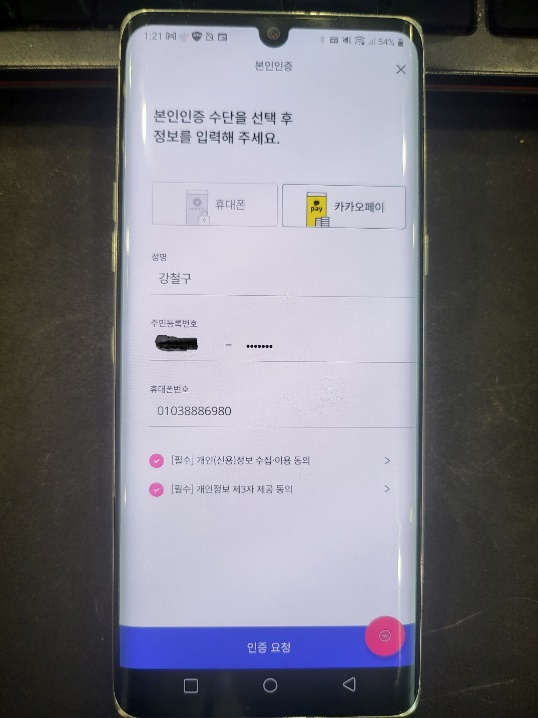 1:21
54%
본인인증
본인인증 수단을 선택 후
정보를 입력해 주세요.
휴대폰
pay
카카오페이
성명
강철구
주민등록번호
- •••••••
휴대폰번호
01038886980
[필수] 개인(신용)정보 수집·이용 동의
[필수] 개인정보 제3자 제공 동의
인증 요청